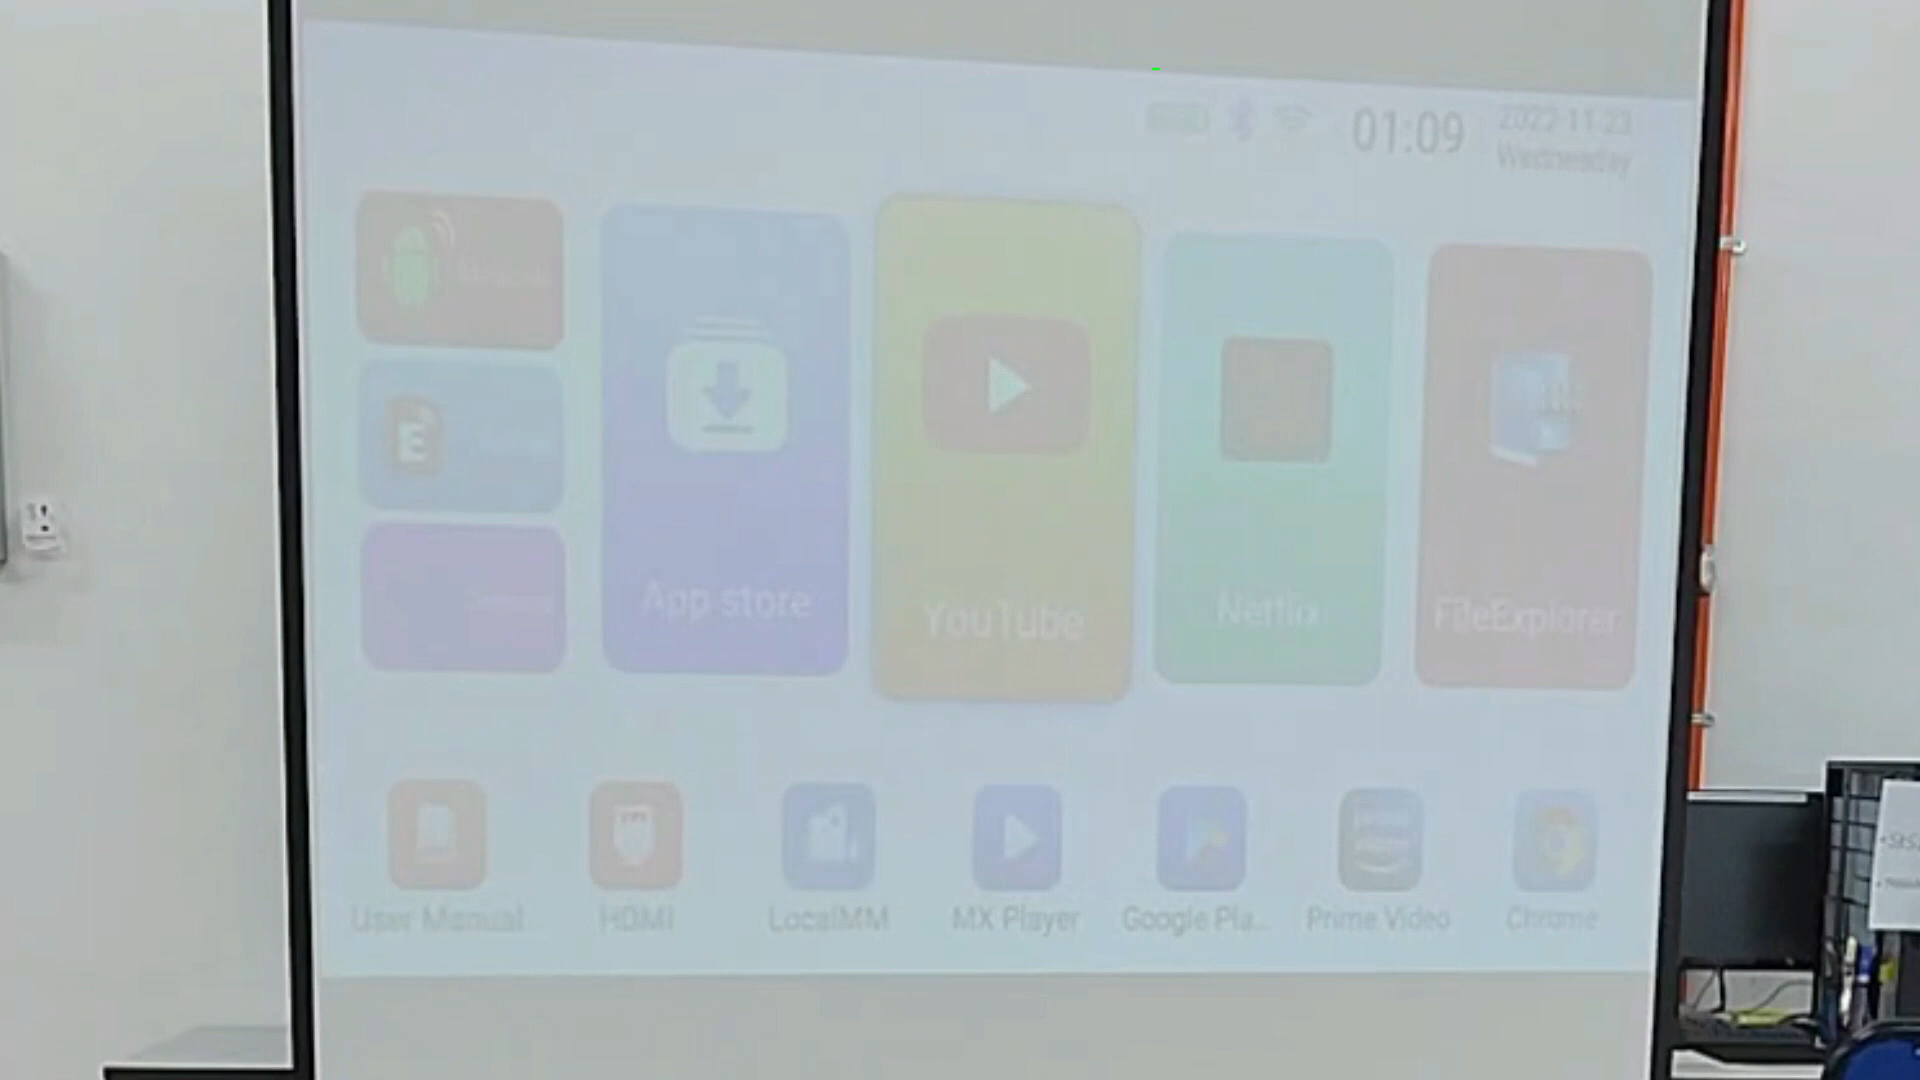 01:09
2022-11-23
Wednesday
E
App store
YouTube
Netflix
FileExplorer
User Manual
HDMI
LocalMM
MX Player
Google Pla..
Prime Video
Chrome